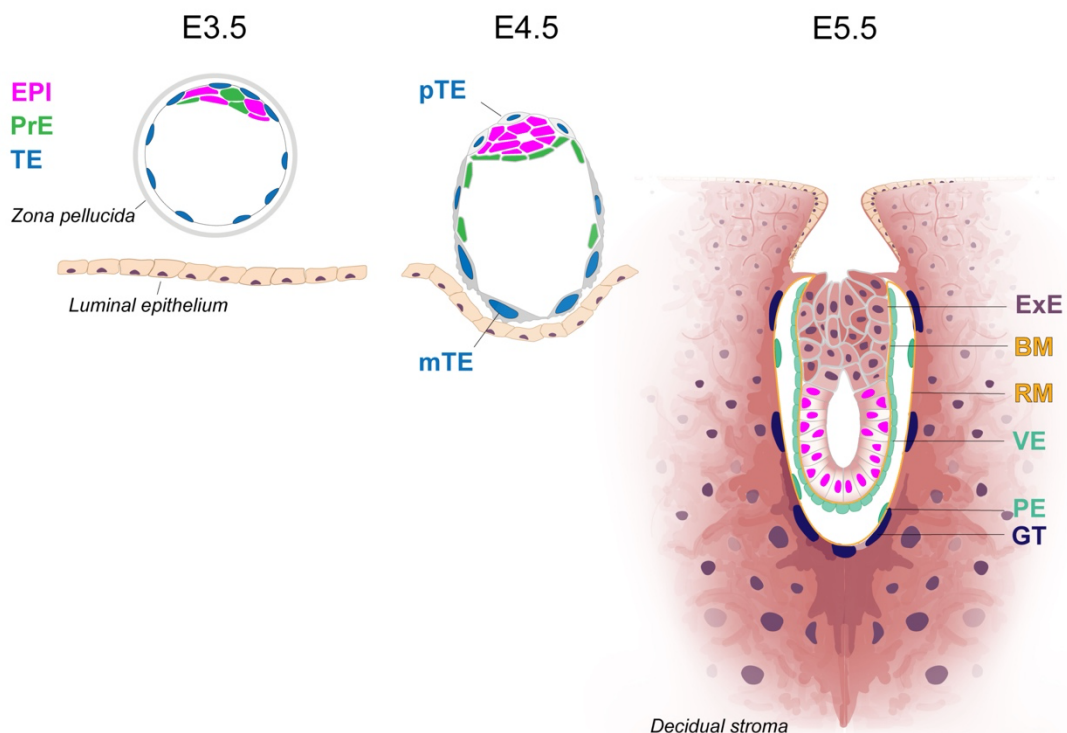 E3.5
E4.5
E5.5
EPI
PrE
TE
Zona pellucida
Luminal epithelium
pTE
mTE
ExE
BM
RM
VE
PE
GT
Decidual stroma